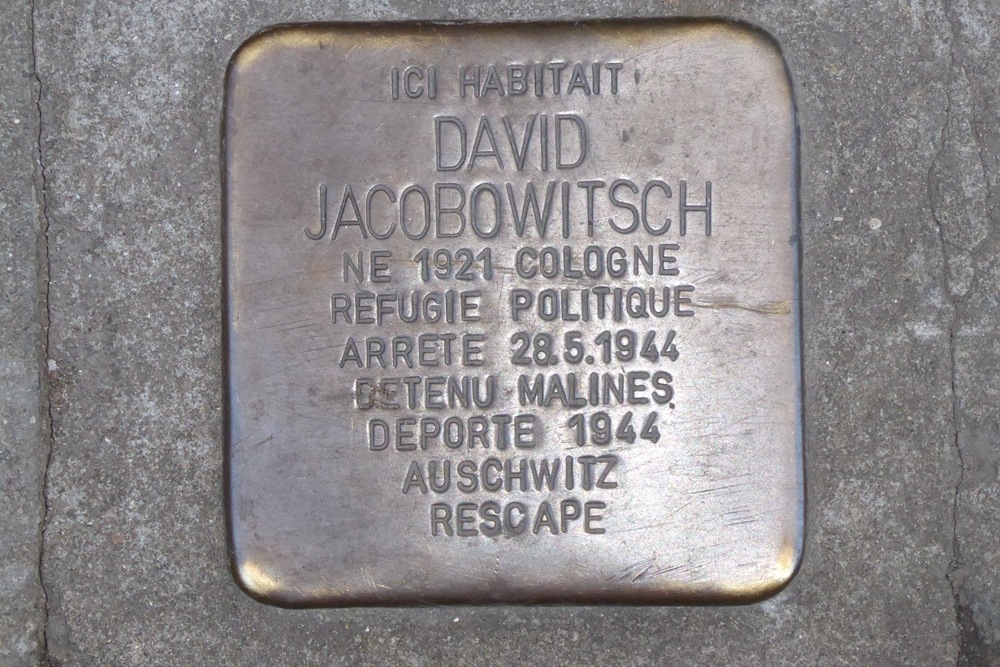 ICI HABITAIT
DAVID
JACOBOWITSCH
NE 1921 COLOGNE
REFUGIE POLITIQUE
ARRETE 28.5.1944
DETENU MALINES
DEPORTE 1944
AUSCHWITZ
RESCAPE